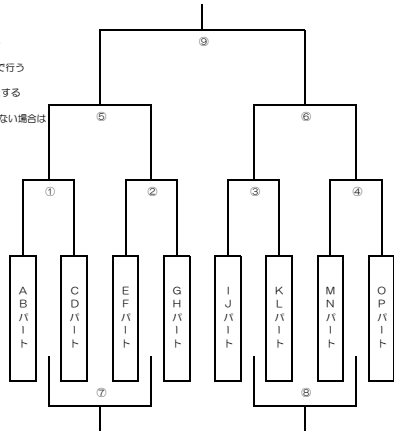 ⑨
で行う
する
ない場合は
⑤ ⑥
① ② ③ ④
ABパート
CDパート
EFパート
GHパート
IJパート
KLパート
MNパート
OPパート
⑦ ⑧